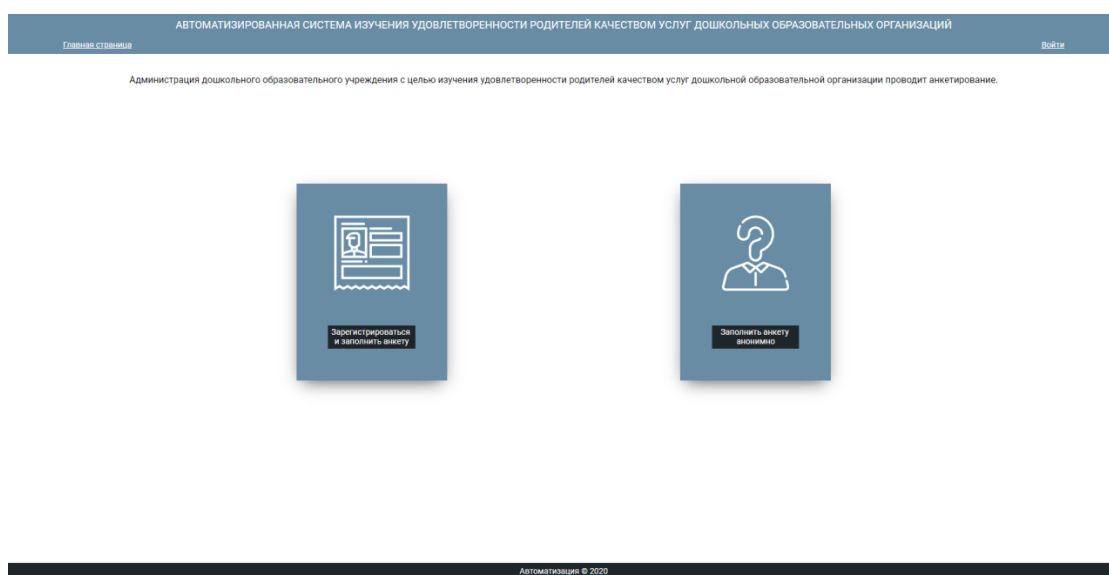 АВТОМАТИЗИРОВАННАЯ СИСТЕМА ИЗУЧЕНИЯ УДОВЛЕТВОРЕННОСТИ РОДИТЕЛЕЙ КАЧЕСТВОМ УСЛУГ ДОШКОЛЬНЫХ ОБРАЗОВАТЕЛЬНЫХ ОРГАНИЗАЦИЙ
Главная страница
Войти
Администрация дошкольного образовательного учреждения с целью изучения удовлетворенности родителей качеством услуг дошкольной образовательной организации проводит анкетирование.
Зарегистрироваться
и заполнить анкету
Заполнить анкету
анонимно
Автоматизация © 2020